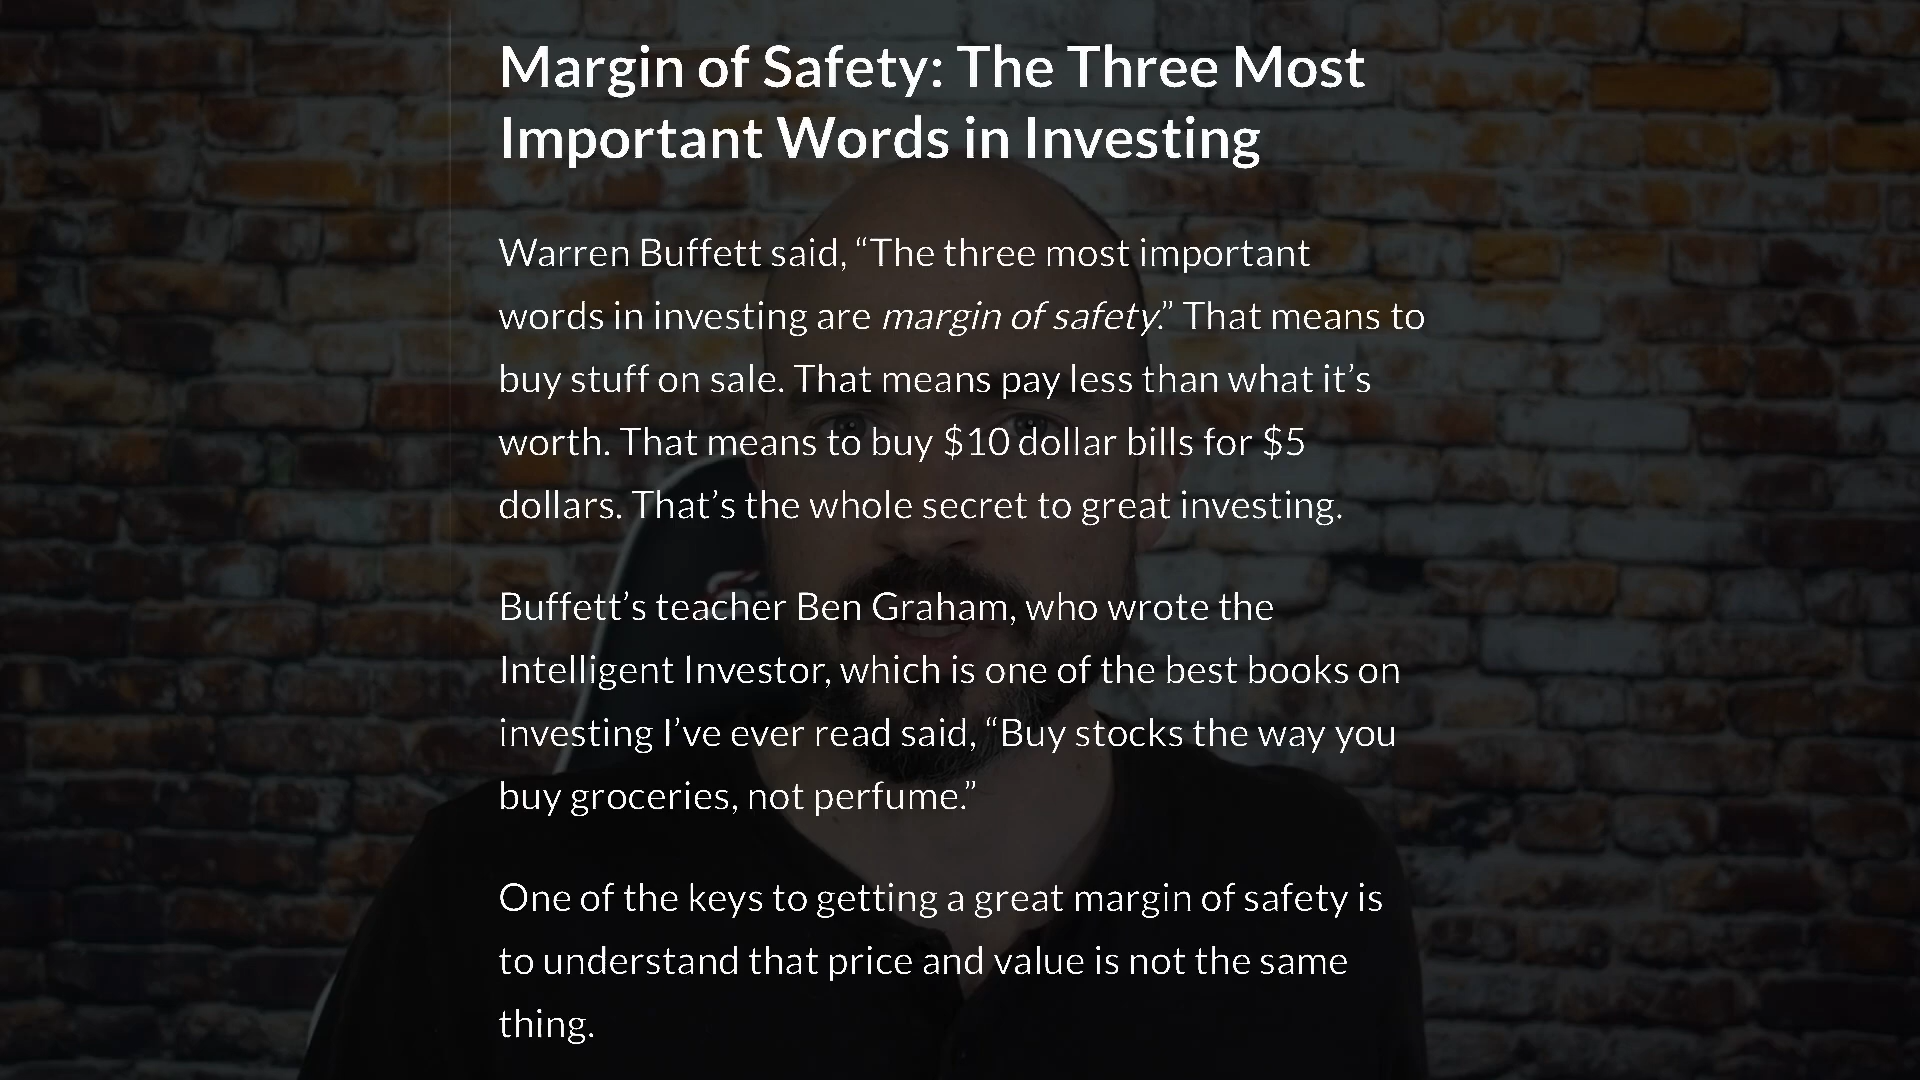 Margin of Safety: The Three Most
Important Words in Investing
Warren Buffett said, “The three most important
words in investing are margin of safety.” That means to
buy stuff on sale. That means pay less than what it’s
worth. That means to buy $10 dollar bills for $5
dollars. That’s the whole secret to great investing.
Buffett’s teacher Ben Graham, who wrote the
Intelligent Investor, which is one of the best books on
investing I’ve ever read said, “Buy stocks the way you
buy groceries, not perfume.”
One of the keys to getting a great margin of safety is
to understand that price and value is not the same
thing.